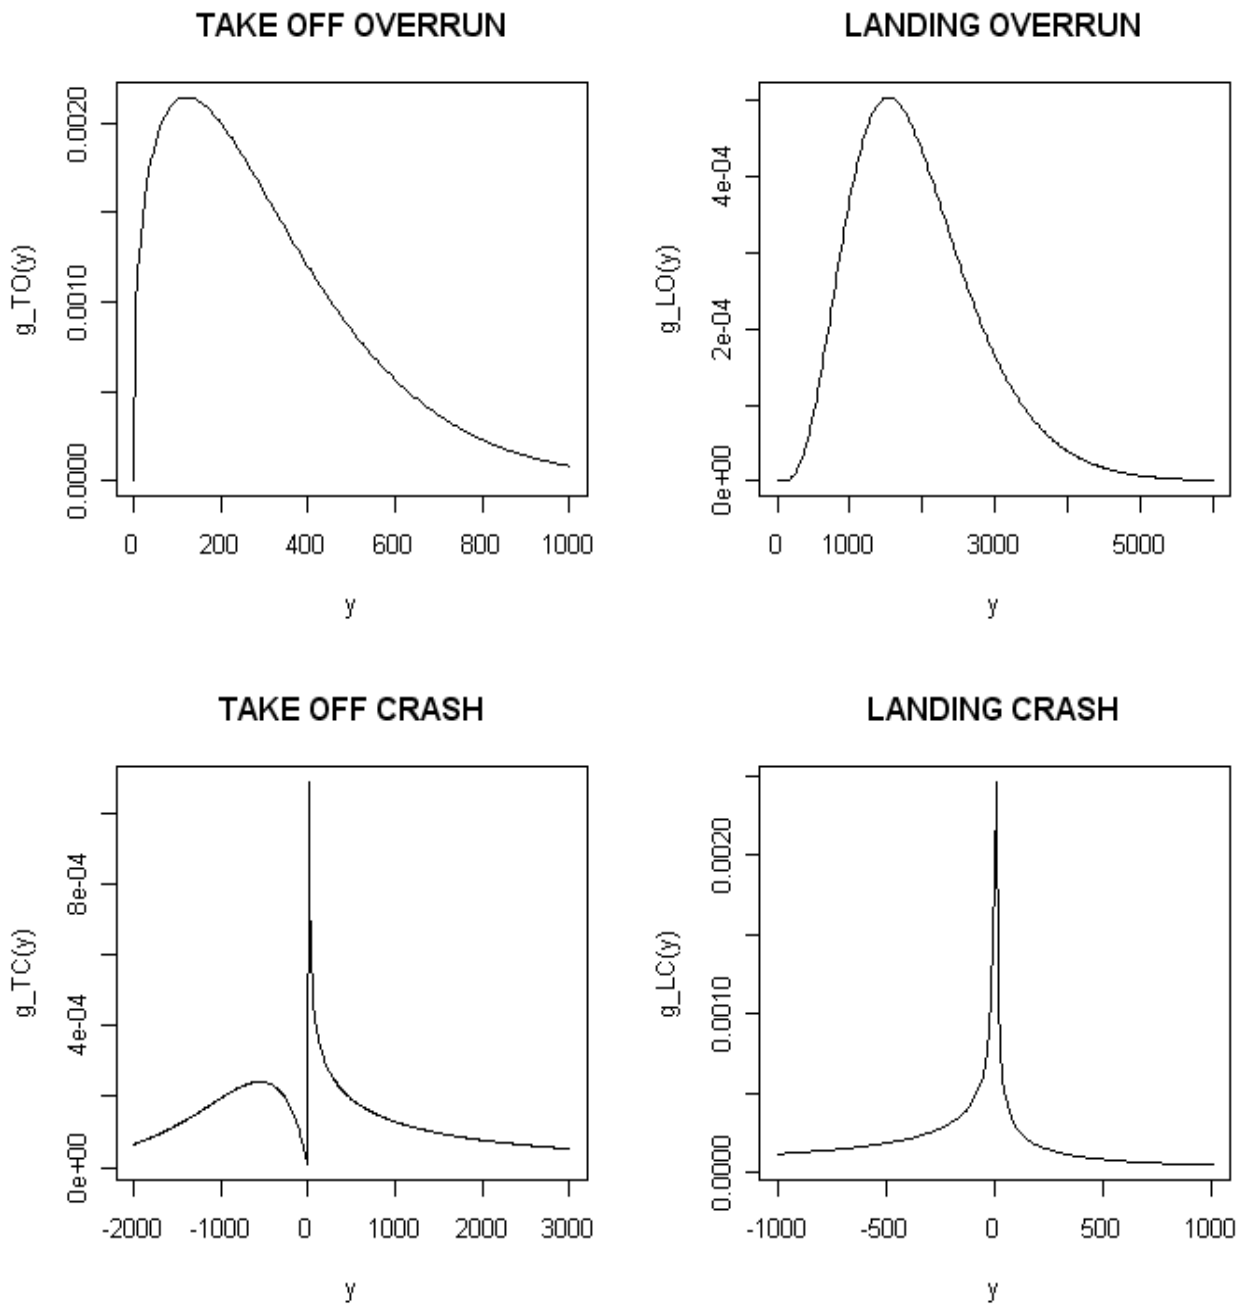 TAKE OFF OVERRUN
g_TO(y)
0.0020
0.0010
0.0000
0 200 400 600 800 1000
y
LANDING OVERRUN
g_LO(y)
4e-04
2e-04
0e+00
0 1000 3000 5000
y
TAKE OFF CRASH
g_TC(y)
8e-04
4e-04
0e+00
-2000 -1000 0 1000 2000 3000
y
LANDING CRASH
g_LC(y)
0.0020
0.0010
0.0000
-1000 -500 0 500 1000
y